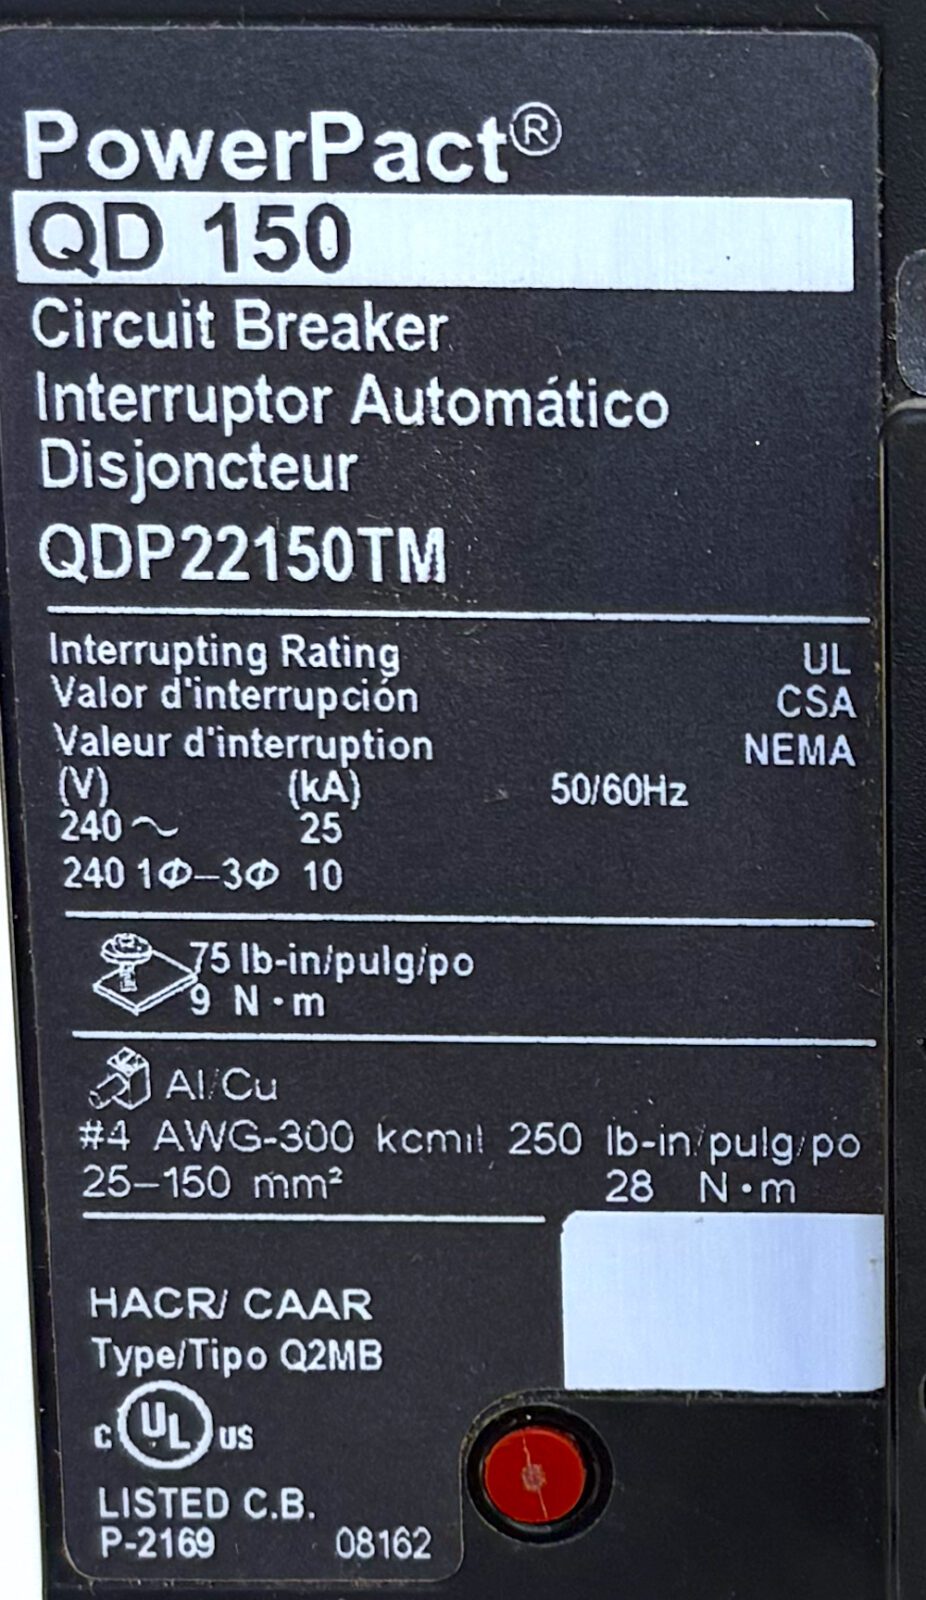 PowerPact®
QD 150
Circuit Breaker
Interruptor Automático
Disjoncteur
QDP22150TM
Interrupting Rating UL
Valor d'interrupción CSA
Valeur d'interruption NEMA
(V) (kA) 50/60Hz
240 ~ 25
240 1Φ–3Φ 10
75 lb-in/pulg/po
9 N·m
Al/Cu
#4 AWG-300 kcmil 250 lb-in/pulg/po
25–150 mm² 28 N·m
HACR/ CAAR
Type/Tipo Q2MB
C UL US
LISTED C.B.
P-2169 08162